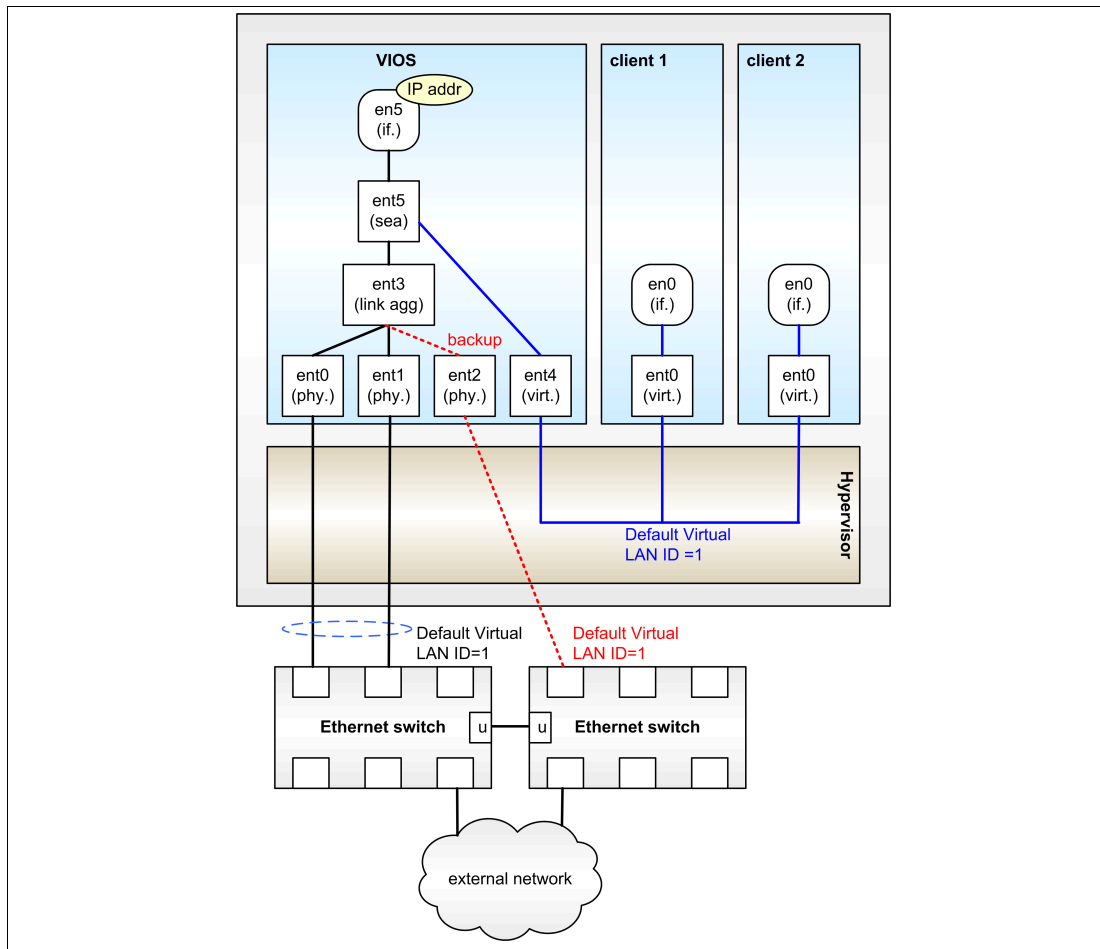 VIOS
client 1
client 2
IP addr
en5
(if.)
ent5
(sea)
ent3
(link agg)
en0
(if.)
en0
(if.)
backup
ent0
(phy.)
ent1
(phy.)
ent2
(phy.)
ent4
(virt.)
ent0
(virt.)
ent0
(virt.)
Hypervisor
Default Virtual
LAN ID =1
Default Virtual
LAN ID=1
Default Virtual
LAN ID=1
Ethernet switch
u
u
Ethernet switch
external network